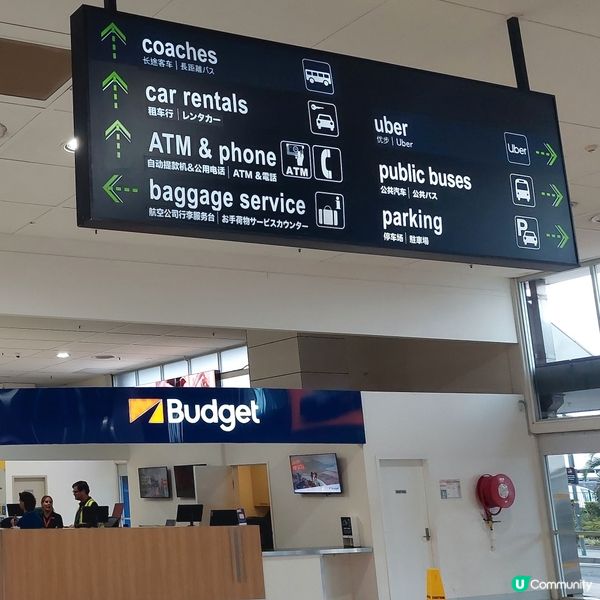 coaches
长途客车 | 長距離バス
car rentals
租车行 | レンタカー
ATM & phone
ATM
自动提款机&公用电话 | ATM & 電話
baggage service
航空公司行李服务台 | お手荷物サービスカウンター
uber
Uber
优步 | Uber
public buses
公共汽车 | 公共バス
parking
P
停车场 | 駐車場
Budget
U Community